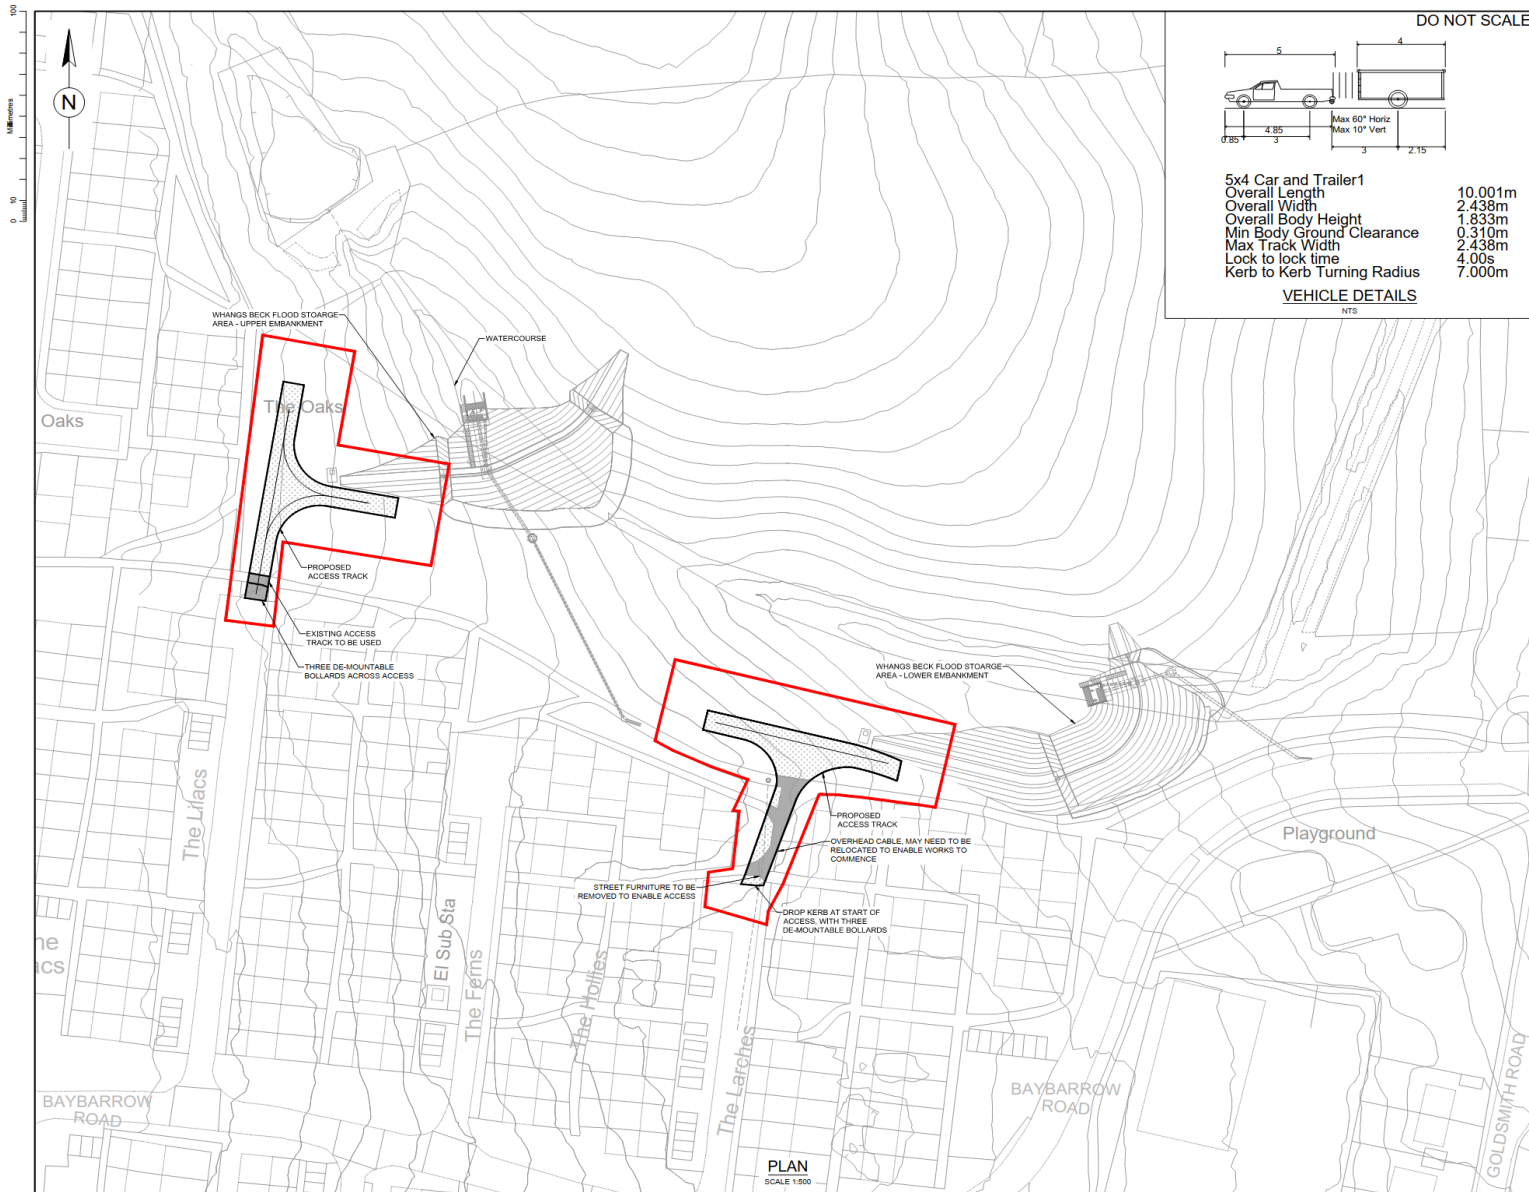 DO NOT SCALE
100
Millimetres
10
0
N
5
4
Max 60° Horiz
Max 10° Vert
4.85
0.85
3
3
2.15
5x4 Car and Trailer1
Overall Length 10.001m
Overall Width 2.438m
Overall Body Height 1.833m
Min Body Ground Clearance 0.310m
Max Track Width 2.438m
Lock to lock time 4.00s
Kerb to Kerb Turning Radius 7.000m
VEHICLE DETAILS
NTS
WHANGS BECK FLOOD STOARGE
AREA - UPPER EMBANKMENT
WATERCOURSE
The Oaks
Oaks
PROPOSED
ACCESS TRACK
EXISTING ACCESS
TRACK TO BE USED
THREE DE-MOUNTABLE
BOLLARDS ACROSS ACCESS
WHANGS BECK FLOOD STOARGE
AREA - LOWER EMBANKMENT
PROPOSED
ACCESS TRACK
OVERHEAD CABLE, MAY NEED TO BE
RELOCATED TO ENABLE WORKS TO
COMMENCE
STREET FURNITURE TO BE
REMOVED TO ENABLE ACCESS
DROP KERB AT START OF
ACCESS, WITH THREE
DE-MOUNTABLE BOLLARDS
Playground
The Lilacs
El Sub Sta
The Ferns
The Hollies
The Larches
ne
acs
BAYBARROW
ROAD
BAYBARROW
ROAD
GOLDSMITH ROAD
PLAN
SCALE 1:500